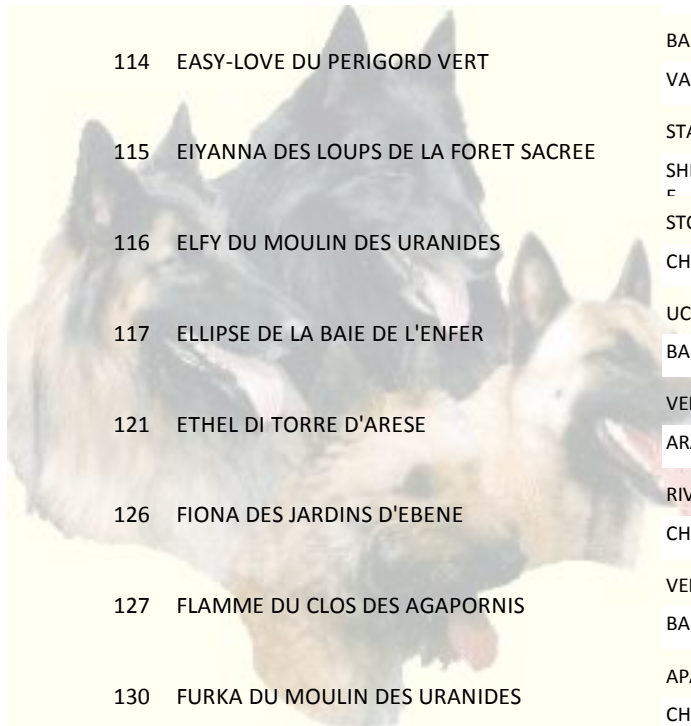 114 EASY-LOVE DU PERIGORD VERT
115 EIYANNA DES LOUPS DE LA FORET SACREE
116 ELFY DU MOULIN DES URANIDES
117 ELLIPSE DE LA BAIE DE L'ENFER
121 ETHEL DI TORRE D'ARESE
126 FIONA DES JARDINS D'EBENE
127 FLAMME DU CLOS DES AGAPORNIS
130 FURKA DU MOULIN DES URANIDES